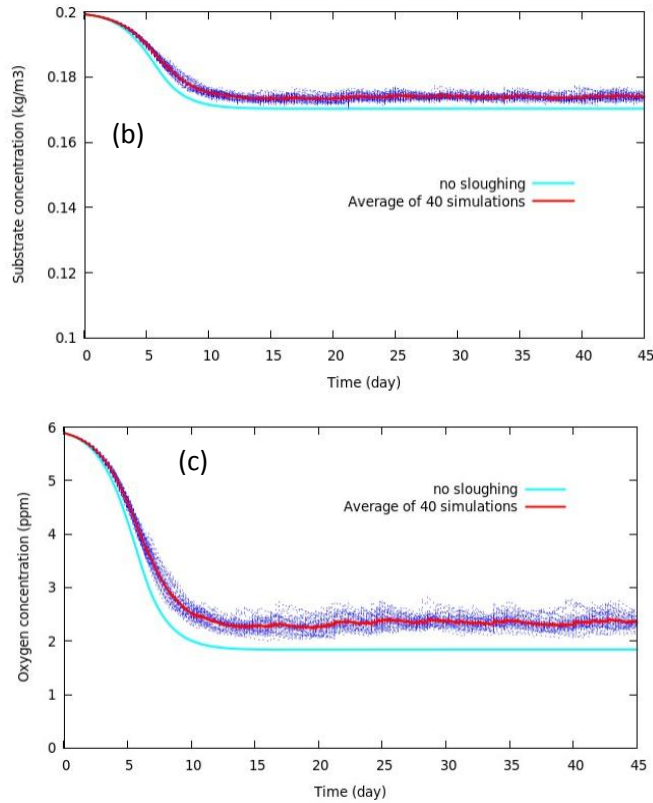 0.2
0.18
0.16
0.14
0.12
0.1
Substrate concentration (kg/m3)
(b)
no sloughing
Average of 40 simulations
0 5 10 15 20 25 30 35 40 45
Time (day)
6
5
4
3
2
1
0
Oxygen concentration (ppm)
(c)
no sloughing
Average of 40 simulations
0 5 10 15 20 25 30 35 40 45
Time (day)